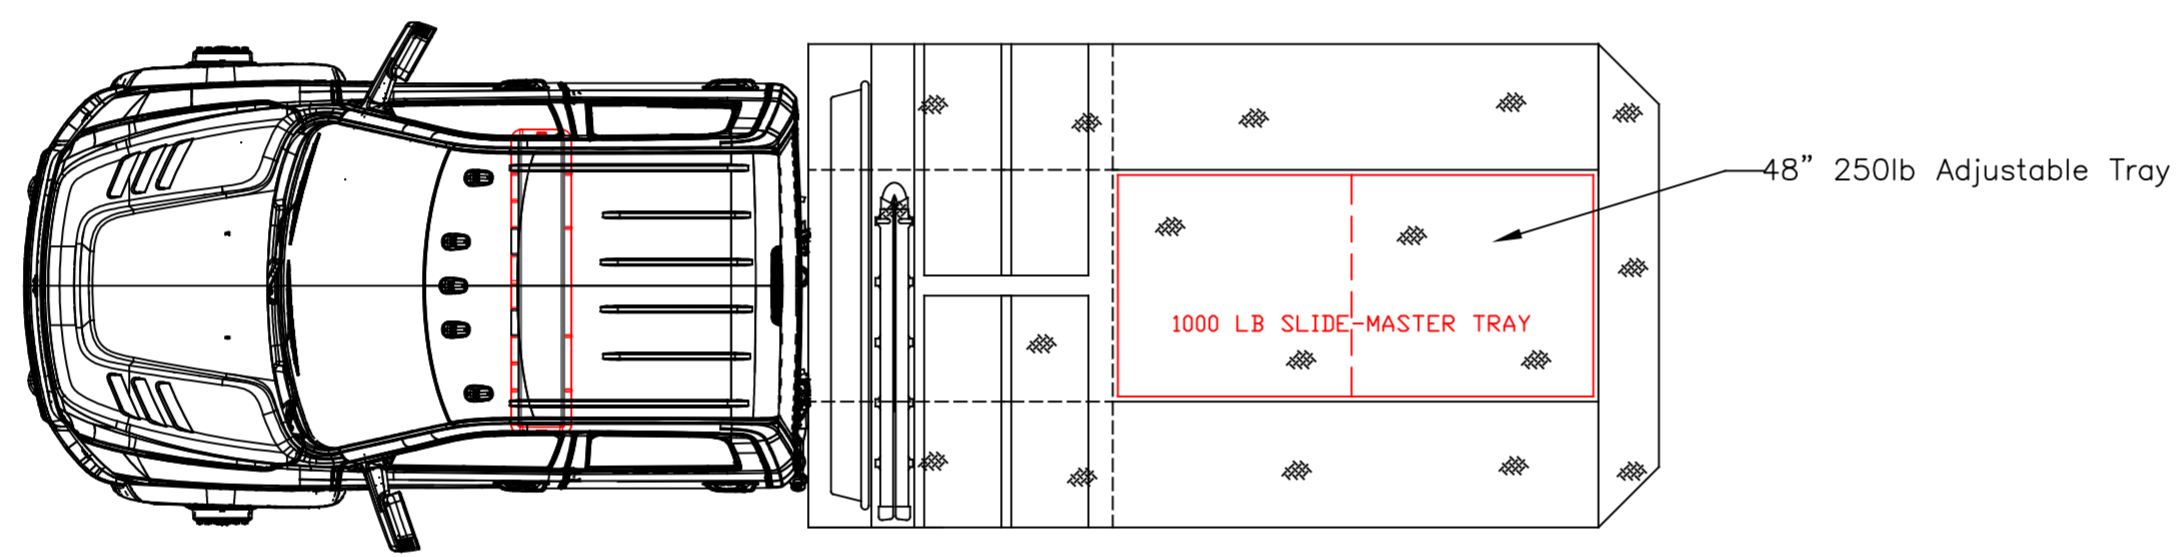 48” 250lb Adjustable Tray
1000 LB SLIDE-MASTER TRAY